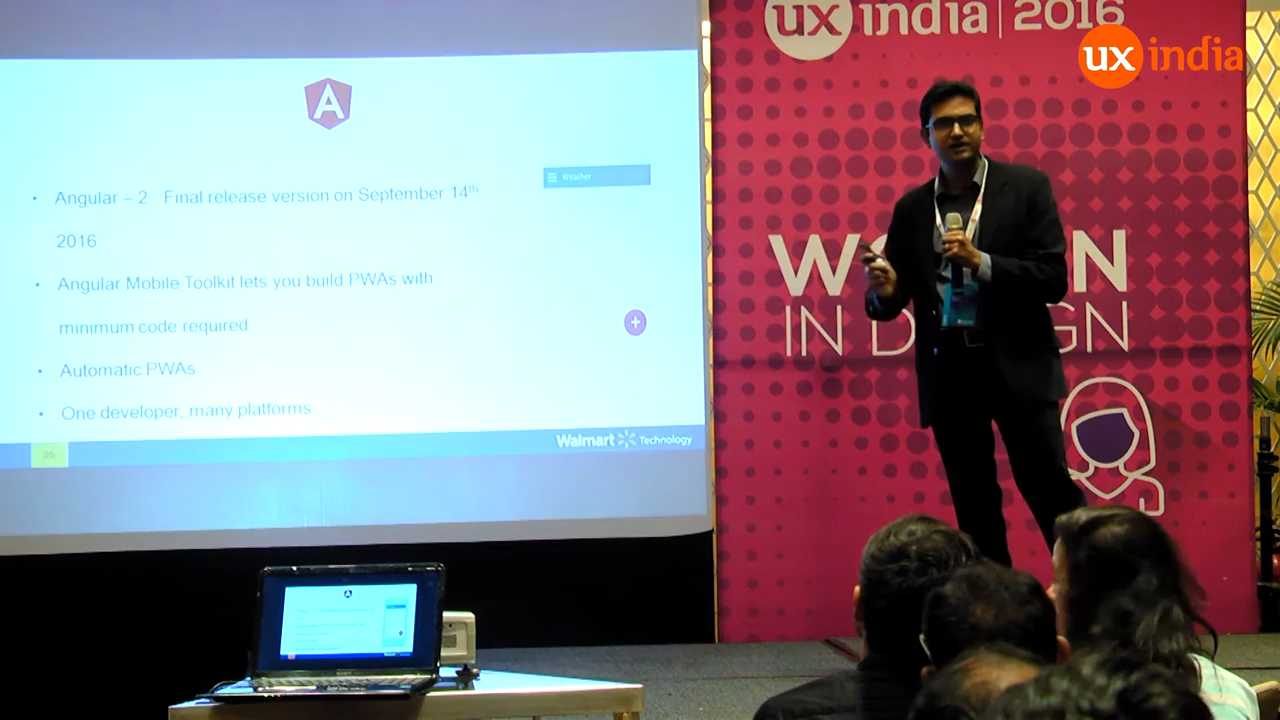 A
Weather
• Angular – 2 : Final release version on September 14th
2016
• Angular Mobile Toolkit lets you build PWAs with
minimum code required
• Automatic PWAs
• One developer, many platforms
25
Walmart Technology
ux india | 2016
ux india
W N
IN D GN